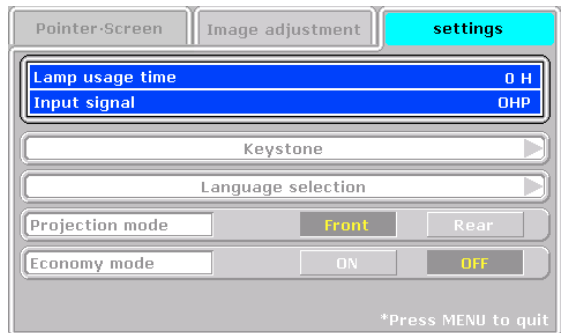 Pointer·Screen Image adjustment settings
Lamp usage time 0 H
Input signal OHP
Keystone
Language selection
Projection mode Front Rear
Economy mode ON OFF
*Press MENU to quit